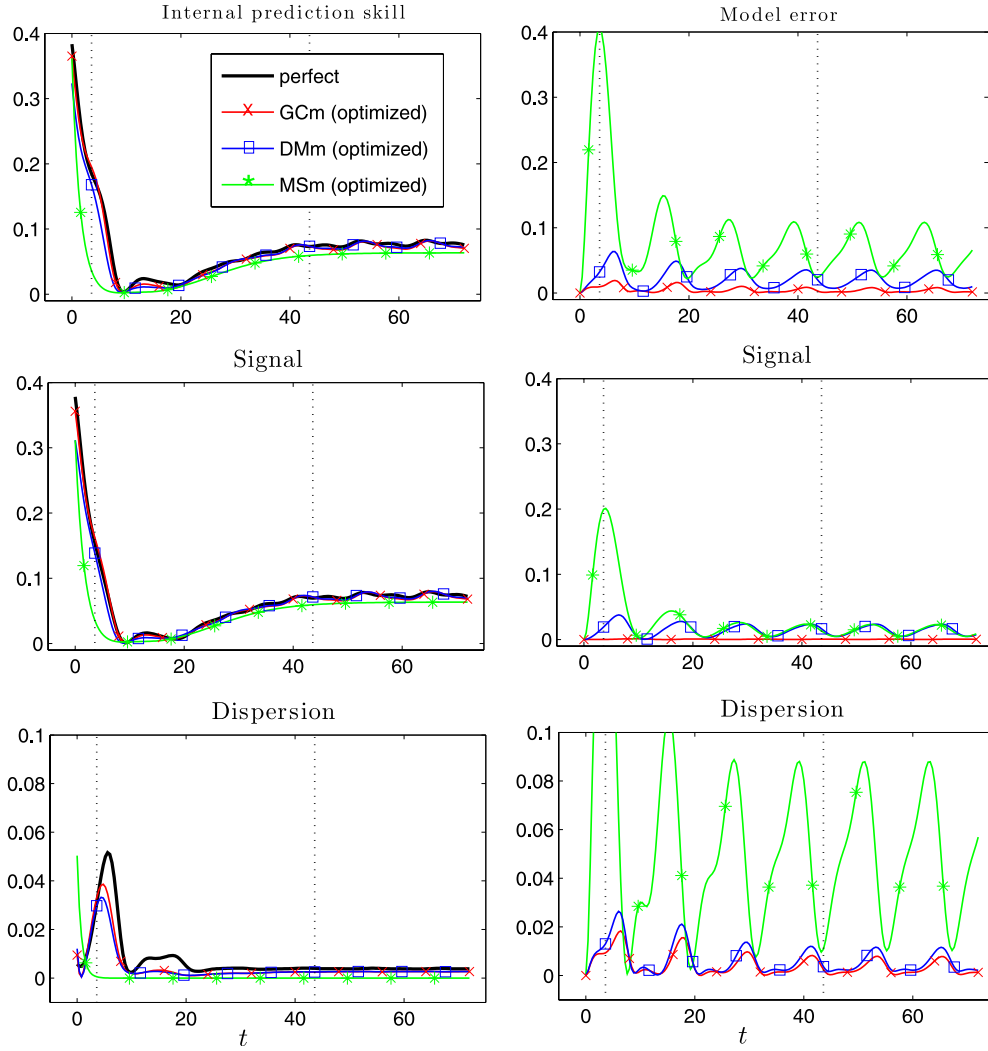 Internal prediction skill
0.4
0.3
0.2
0.1
0
0 20 40 60
perfect
GCm (optimized)
DMm (optimized)
MSm (optimized)
Model error
0.4
0.3
0.2
0.1
0
0 20 40 60
Signal
0.4
0.3
0.2
0.1
0
0 20 40 60
Signal
0.4
0.3
0.2
0.1
0
0 20 40 60
Dispersion
0.1
0.08
0.06
0.04
0.02
0
0 20 40 60
t
Dispersion
0.1
0.08
0.06
0.04
0.02
0
0 20 40 60
t